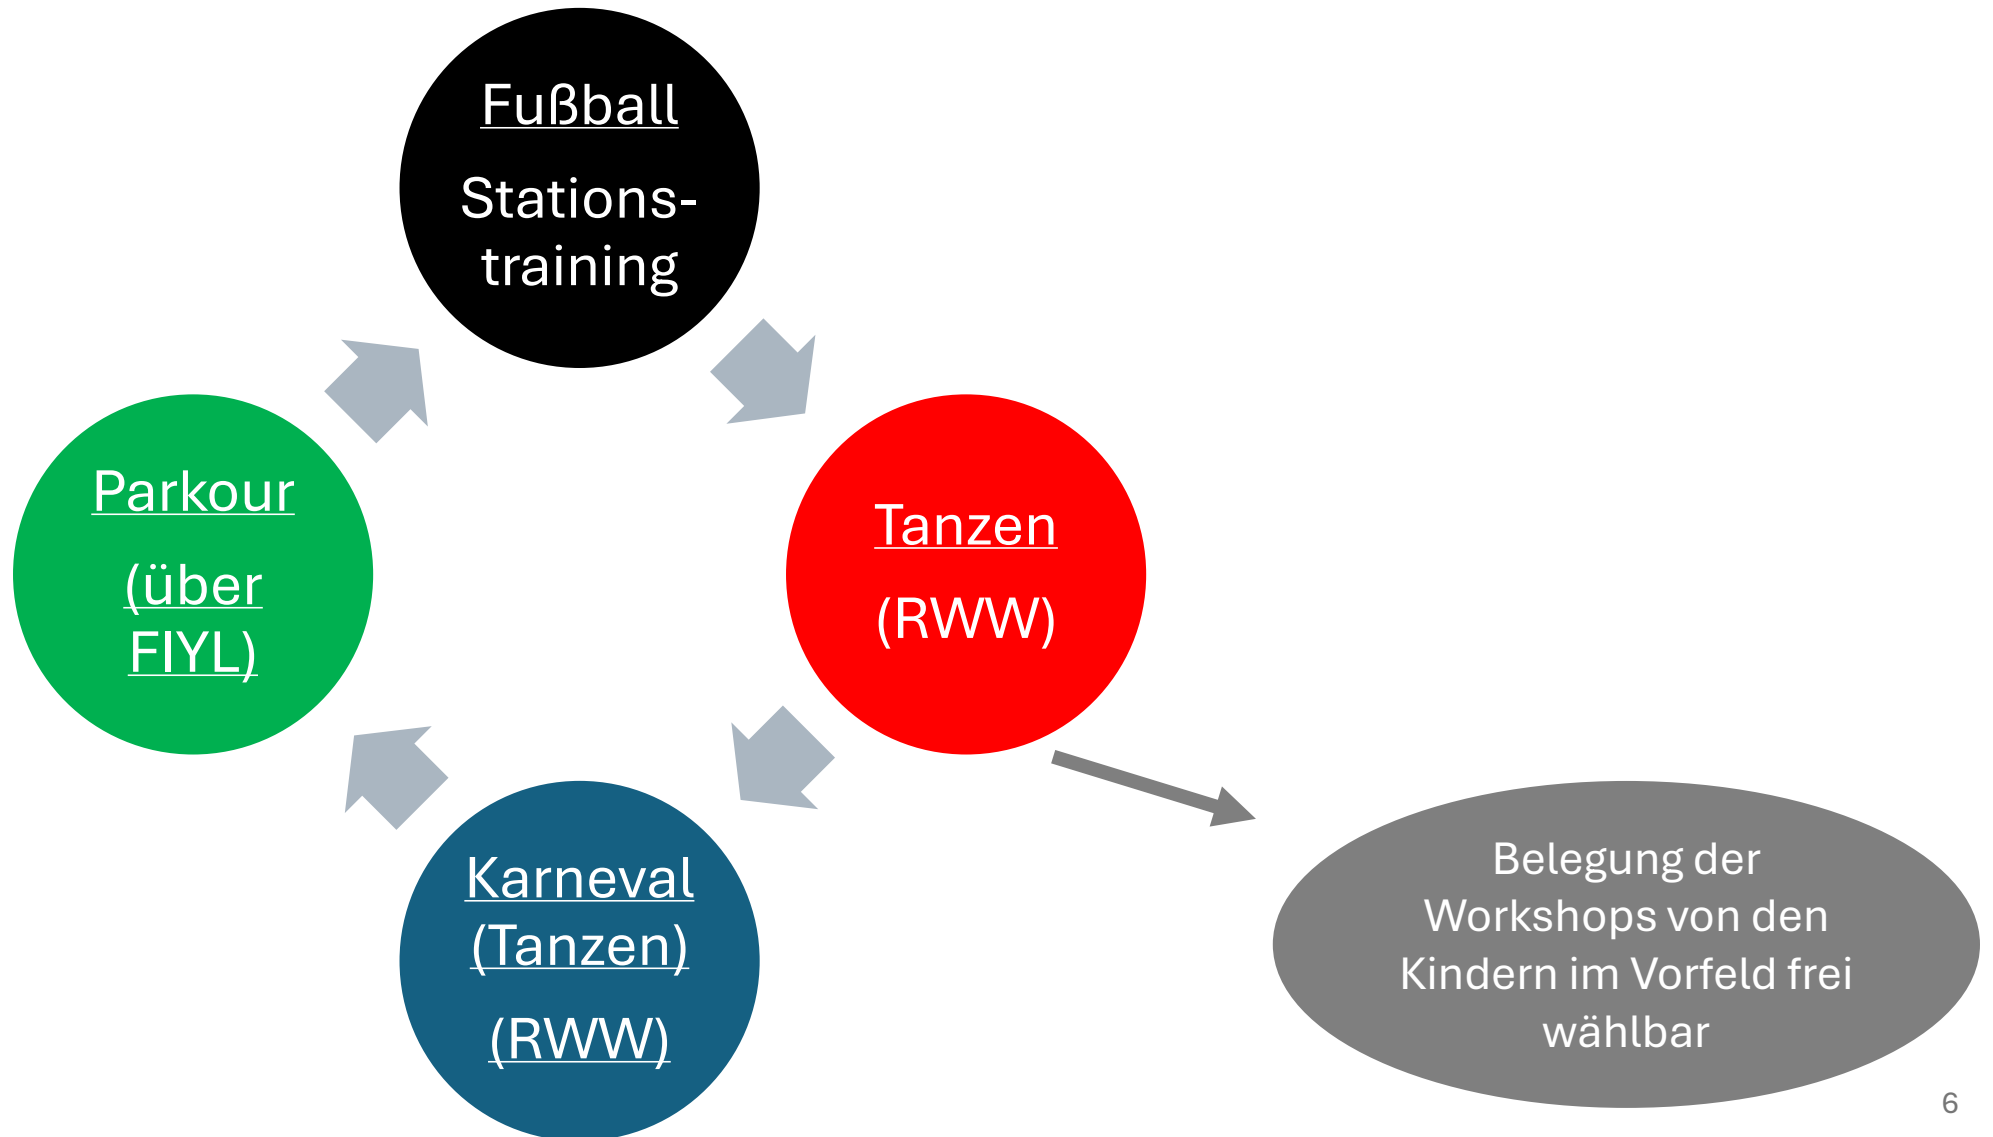 Fußball
Stations-
training
Parkour
(über
FIYL)
Tanzen
(RWW)
Karneval
(Tanzen)
(RWW)
Belegung der
Workshops von den
Kindern im Vorfeld frei
wählbar
6